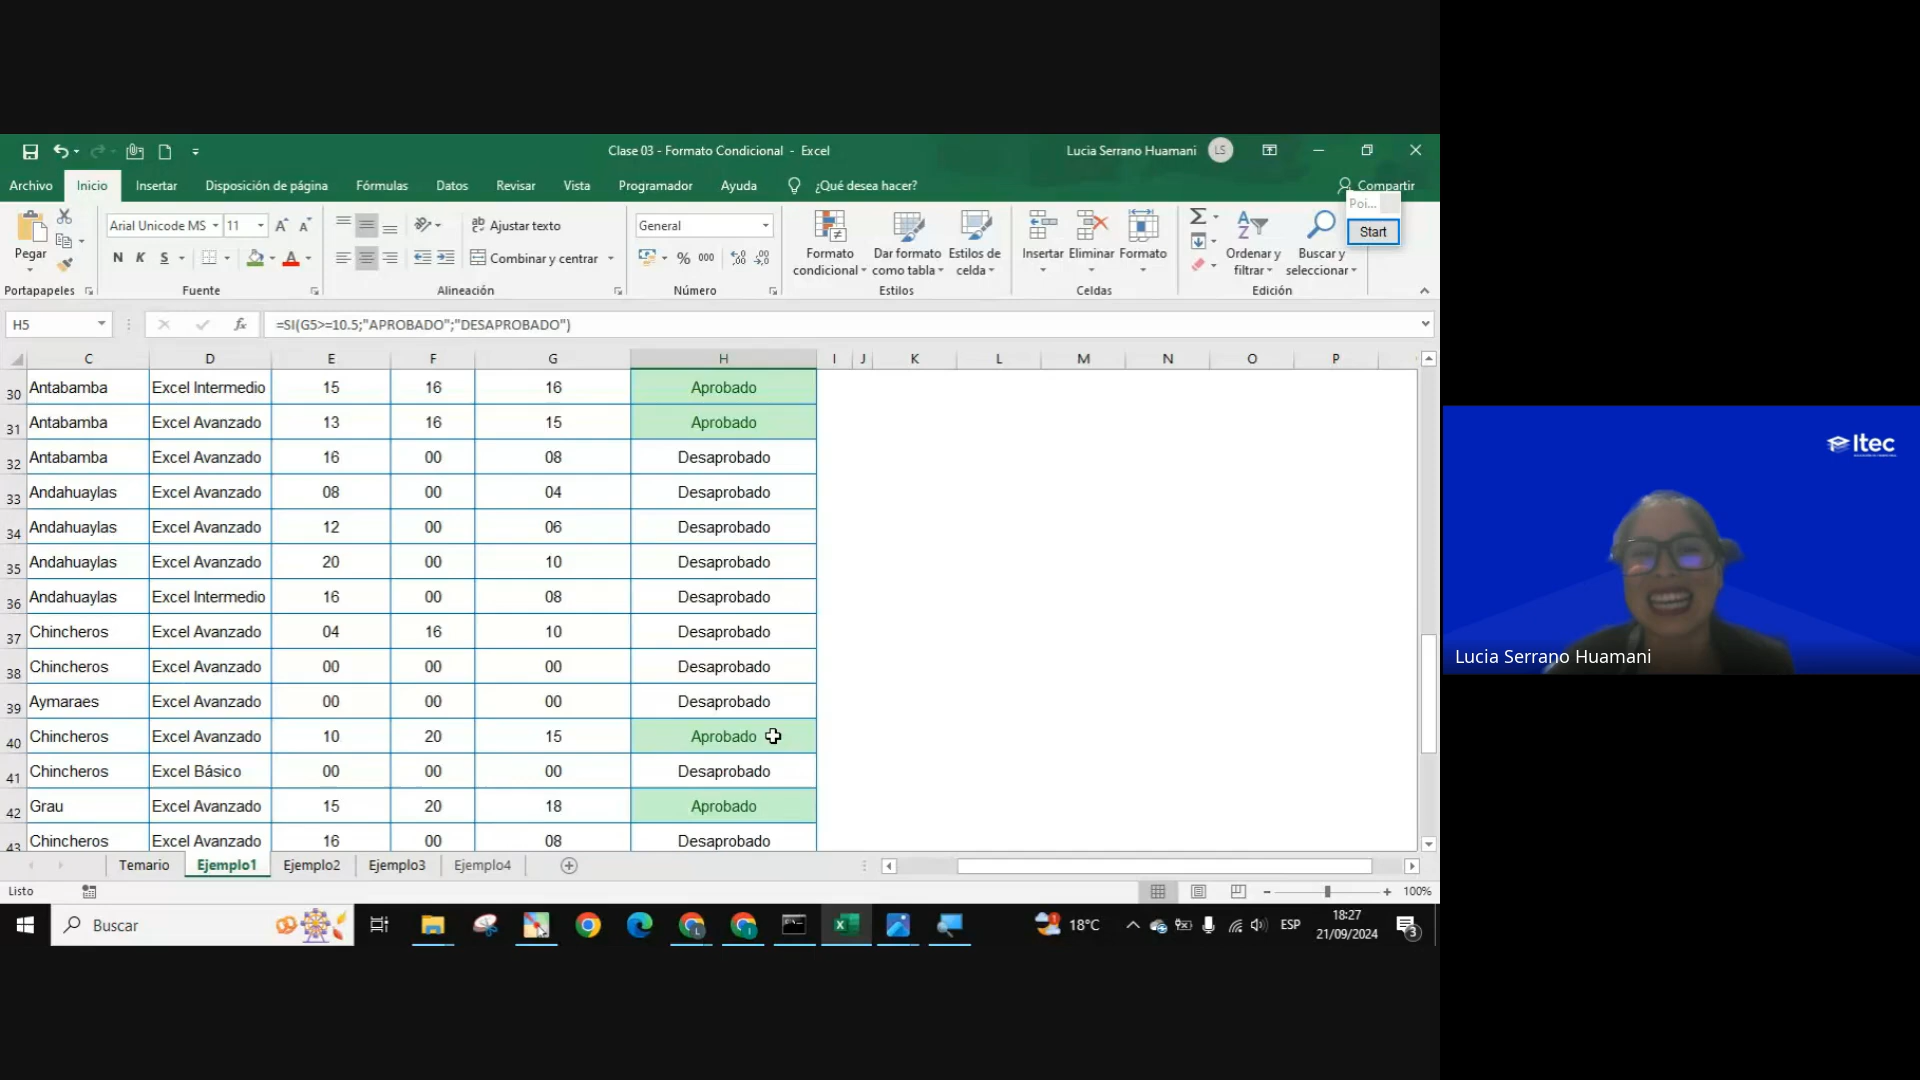 Clase 03 - Formato Condicional - Excel
Lucia Serrano Huamani LS
Archivo Inicio Insertar Disposición de página Fórmulas Datos Revisar Vista Programador Ayuda ¿Qué desea hacer? Compartir
Poi...
Start
Pegar
Portapapeles
Arial Unicode MS 11
N K S
Fuente
Ajustar texto
Combinar y centrar
Alineación
General
% 000
Número
Formato condicional
Dar formato como tabla
Estilos de celda
Estilos
Insertar Eliminar Formato
Celdas
Ordenar y filtrar
Buscar y seleccionar
Edición
H5 fx =SI(G5>=10.5;"APROBADO";"DESAPROBADO")
C D E F G H I J K L M N O P
30 Antabamba Excel Intermedio 15 16 16 Aprobado
31 Antabamba Excel Avanzado 13 16 15 Aprobado
32 Antabamba Excel Avanzado 16 00 08 Desaprobado
33 Andahuaylas Excel Avanzado 08 00 04 Desaprobado
34 Andahuaylas Excel Avanzado 12 00 06 Desaprobado
35 Andahuaylas Excel Avanzado 20 00 10 Desaprobado
36 Andahuaylas Excel Intermedio 16 00 08 Desaprobado
37 Chincheros Excel Avanzado 04 16 10 Desaprobado
38 Chincheros Excel Avanzado 00 00 00 Desaprobado
39 Aymaraes Excel Avanzado 00 00 00 Desaprobado
40 Chincheros Excel Avanzado 10 20 15 Aprobado
41 Chincheros Excel Básico 00 00 00 Desaprobado
42 Grau Excel Avanzado 15 20 18 Aprobado
43 Chincheros Excel Avanzado 16 00 08 Desaprobado
Temario Ejemplo1 Ejemplo2 Ejemplo3 Ejemplo4
Listo 100%
Buscar 18°C ESP 18:27
21/09/2024 3
Itec
Lucia Serrano Huamani